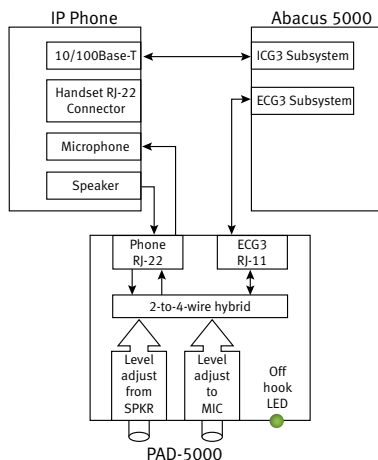 IP Phone
Abacus 5000
10/100Base-T
ICG3 Subsystem
Handset RJ-22
Connector
ECG3 Subsystem
Microphone
Speaker
Phone
RJ-22
ECG3
RJ-11
2-to-4-wire hybrid
Level
adjust
from
SPKR
Level
adjust
to
MIC
Off
hook
LED
PAD-5000